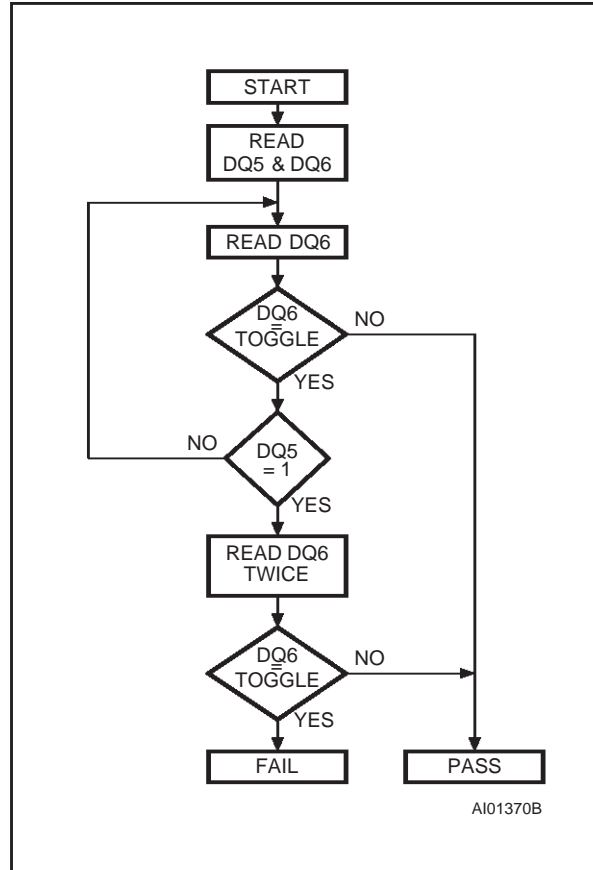 START
READ
DQ5 & DQ6
READ DQ6
DQ6
=
TOGGLE
NO
YES
NO
DQ5
= 1
YES
READ DQ6
TWICE
DQ6
=
TOGGLE
NO
YES
FAIL
PASS
AI01370B